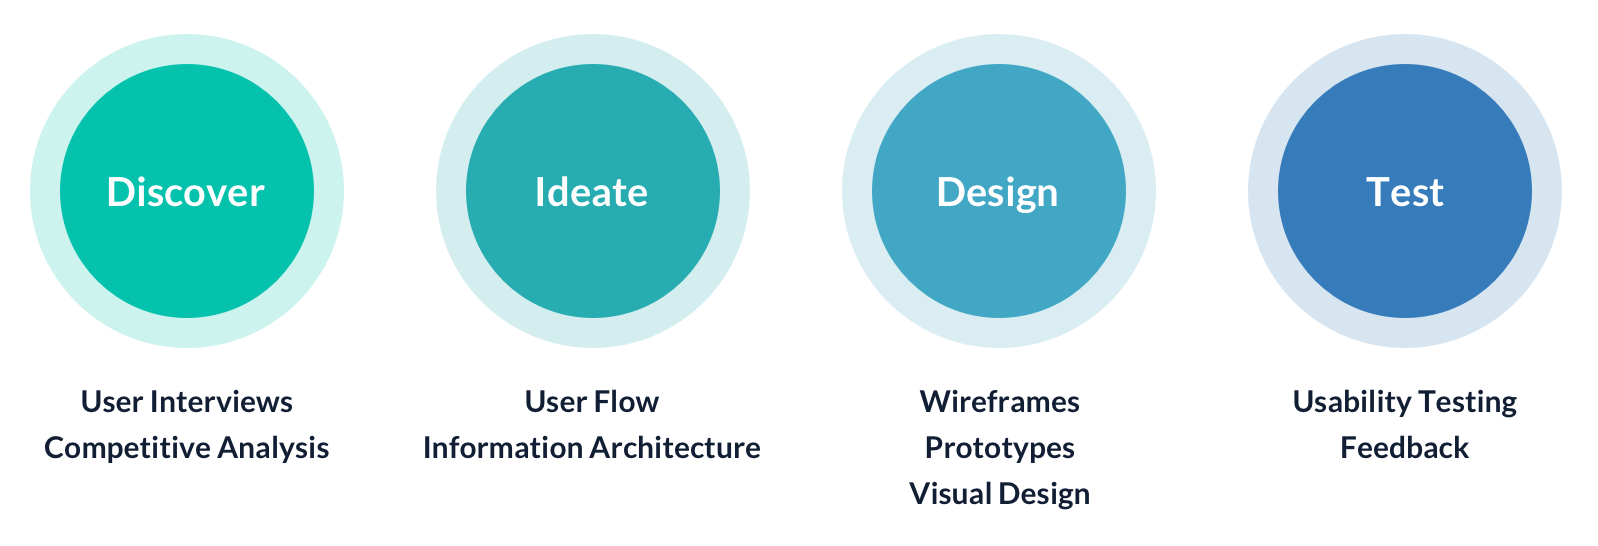 Discover
User Interviews
Competitive Analysis
Ideate
User Flow
Information Architecture
Design
Wireframes
Prototypes
Visual Design
Test
Usability Testing
Feedback